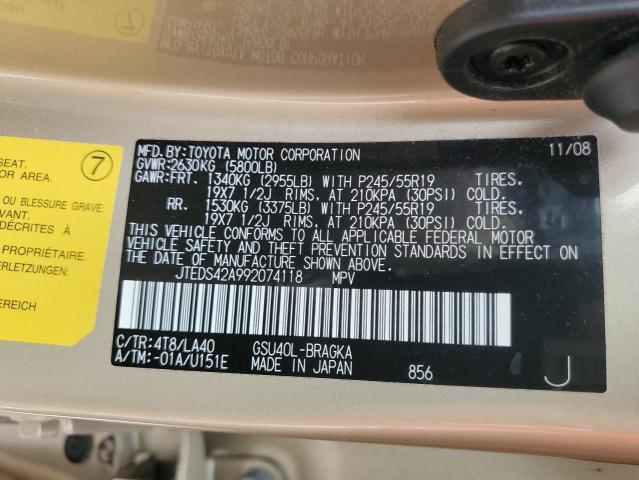 MFD.BY:TOYOTA MOTOR CORPORATION 11/08
GVWR:2630KG (5800LB)
GAWR:FRT. 1340KG (2955LB) WITH P245/55R19 TIRES.
19X7 1/2J RIMS. AT 210KPA (30PSI) COLD.
RR. 1530KG (3375LB) WITH P245/55R19 TIRES.
19X7 1/2J RIMS. AT 210KPA (30PSI) COLD.
THIS VEHICLE CONFORMS TO ALL APPLICABLE FEDERAL MOTOR
VEHICLE SAFETY AND THEFT PREVENTION STANDARDS IN EFFECT ON
THE DATE OF MANUFACTURE SHOWN ABOVE.
JTEDS42A992074118 MPV
C/TR:4T8/LA40 GSU40L-BRAGKA
A/TM:-01A/U151E MADE IN JAPAN 856 J
7
SEAT.
OR AREA.
OU BLESSURE GRAVE:
AVANT.
DÉCRITES À
PROPRIÉTAIRE.
BEREICH